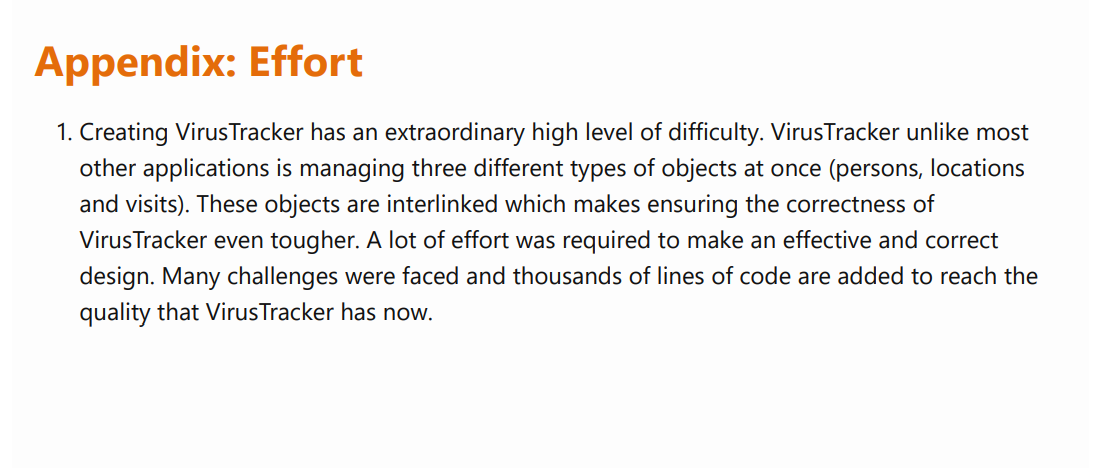 Appendix: Effort
1. Creating VirusTracker has an extraordinary high level of difficulty. VirusTracker unlike most
other applications is managing three different types of objects at once (persons, locations
and visits). These objects are interlinked which makes ensuring the correctness of
VirusTracker even tougher. A lot of effort was required to make an effective and correct
design. Many challenges were faced and thousands of lines of code are added to reach the
quality that VirusTracker has now.